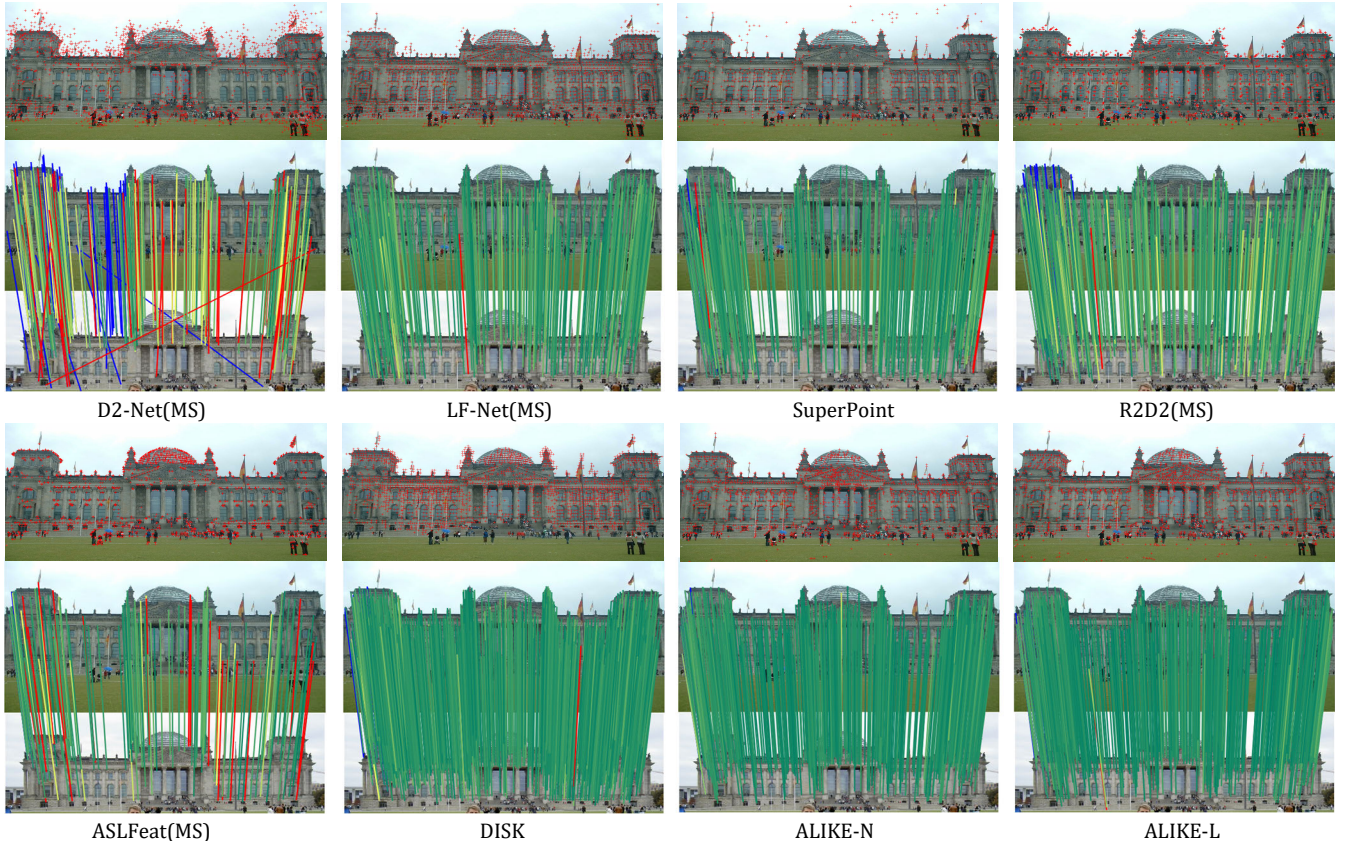 D2-Net(MS)
LF-Net(MS)
SuperPoint
R2D2(MS)
ASLFeat(MS)
DISK
ALIKE-N
ALIKE-L